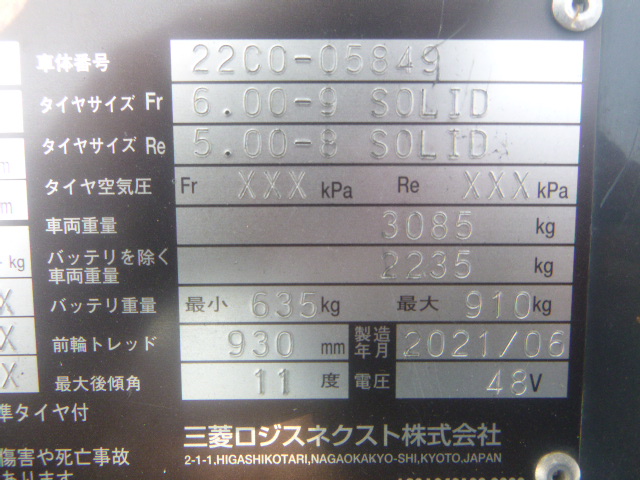 車体番号 22C0-05849
タイヤサイズ Fr 6.00-9 SOLID
タイヤサイズ Re 5.00-8 SOLID
タイヤ空気圧 Fr XXX kPa Re XXX kPa
車両重量 3085 kg
バッテリを除く車両重量 2235 kg
kg
バッテリ重量 最小 635 kg 最大 910 kg
前輪トレッド 930 mm 製造年月 2021/06
最大後傾角 11 度 電圧 48 V
準タイヤ付
三菱ロジスネクスト株式会社
傷害や死亡事故
2-1-1,HIGASHIKOTARI,NAGAOKAKYO-SHI,KYOTO,JAPAN
あります